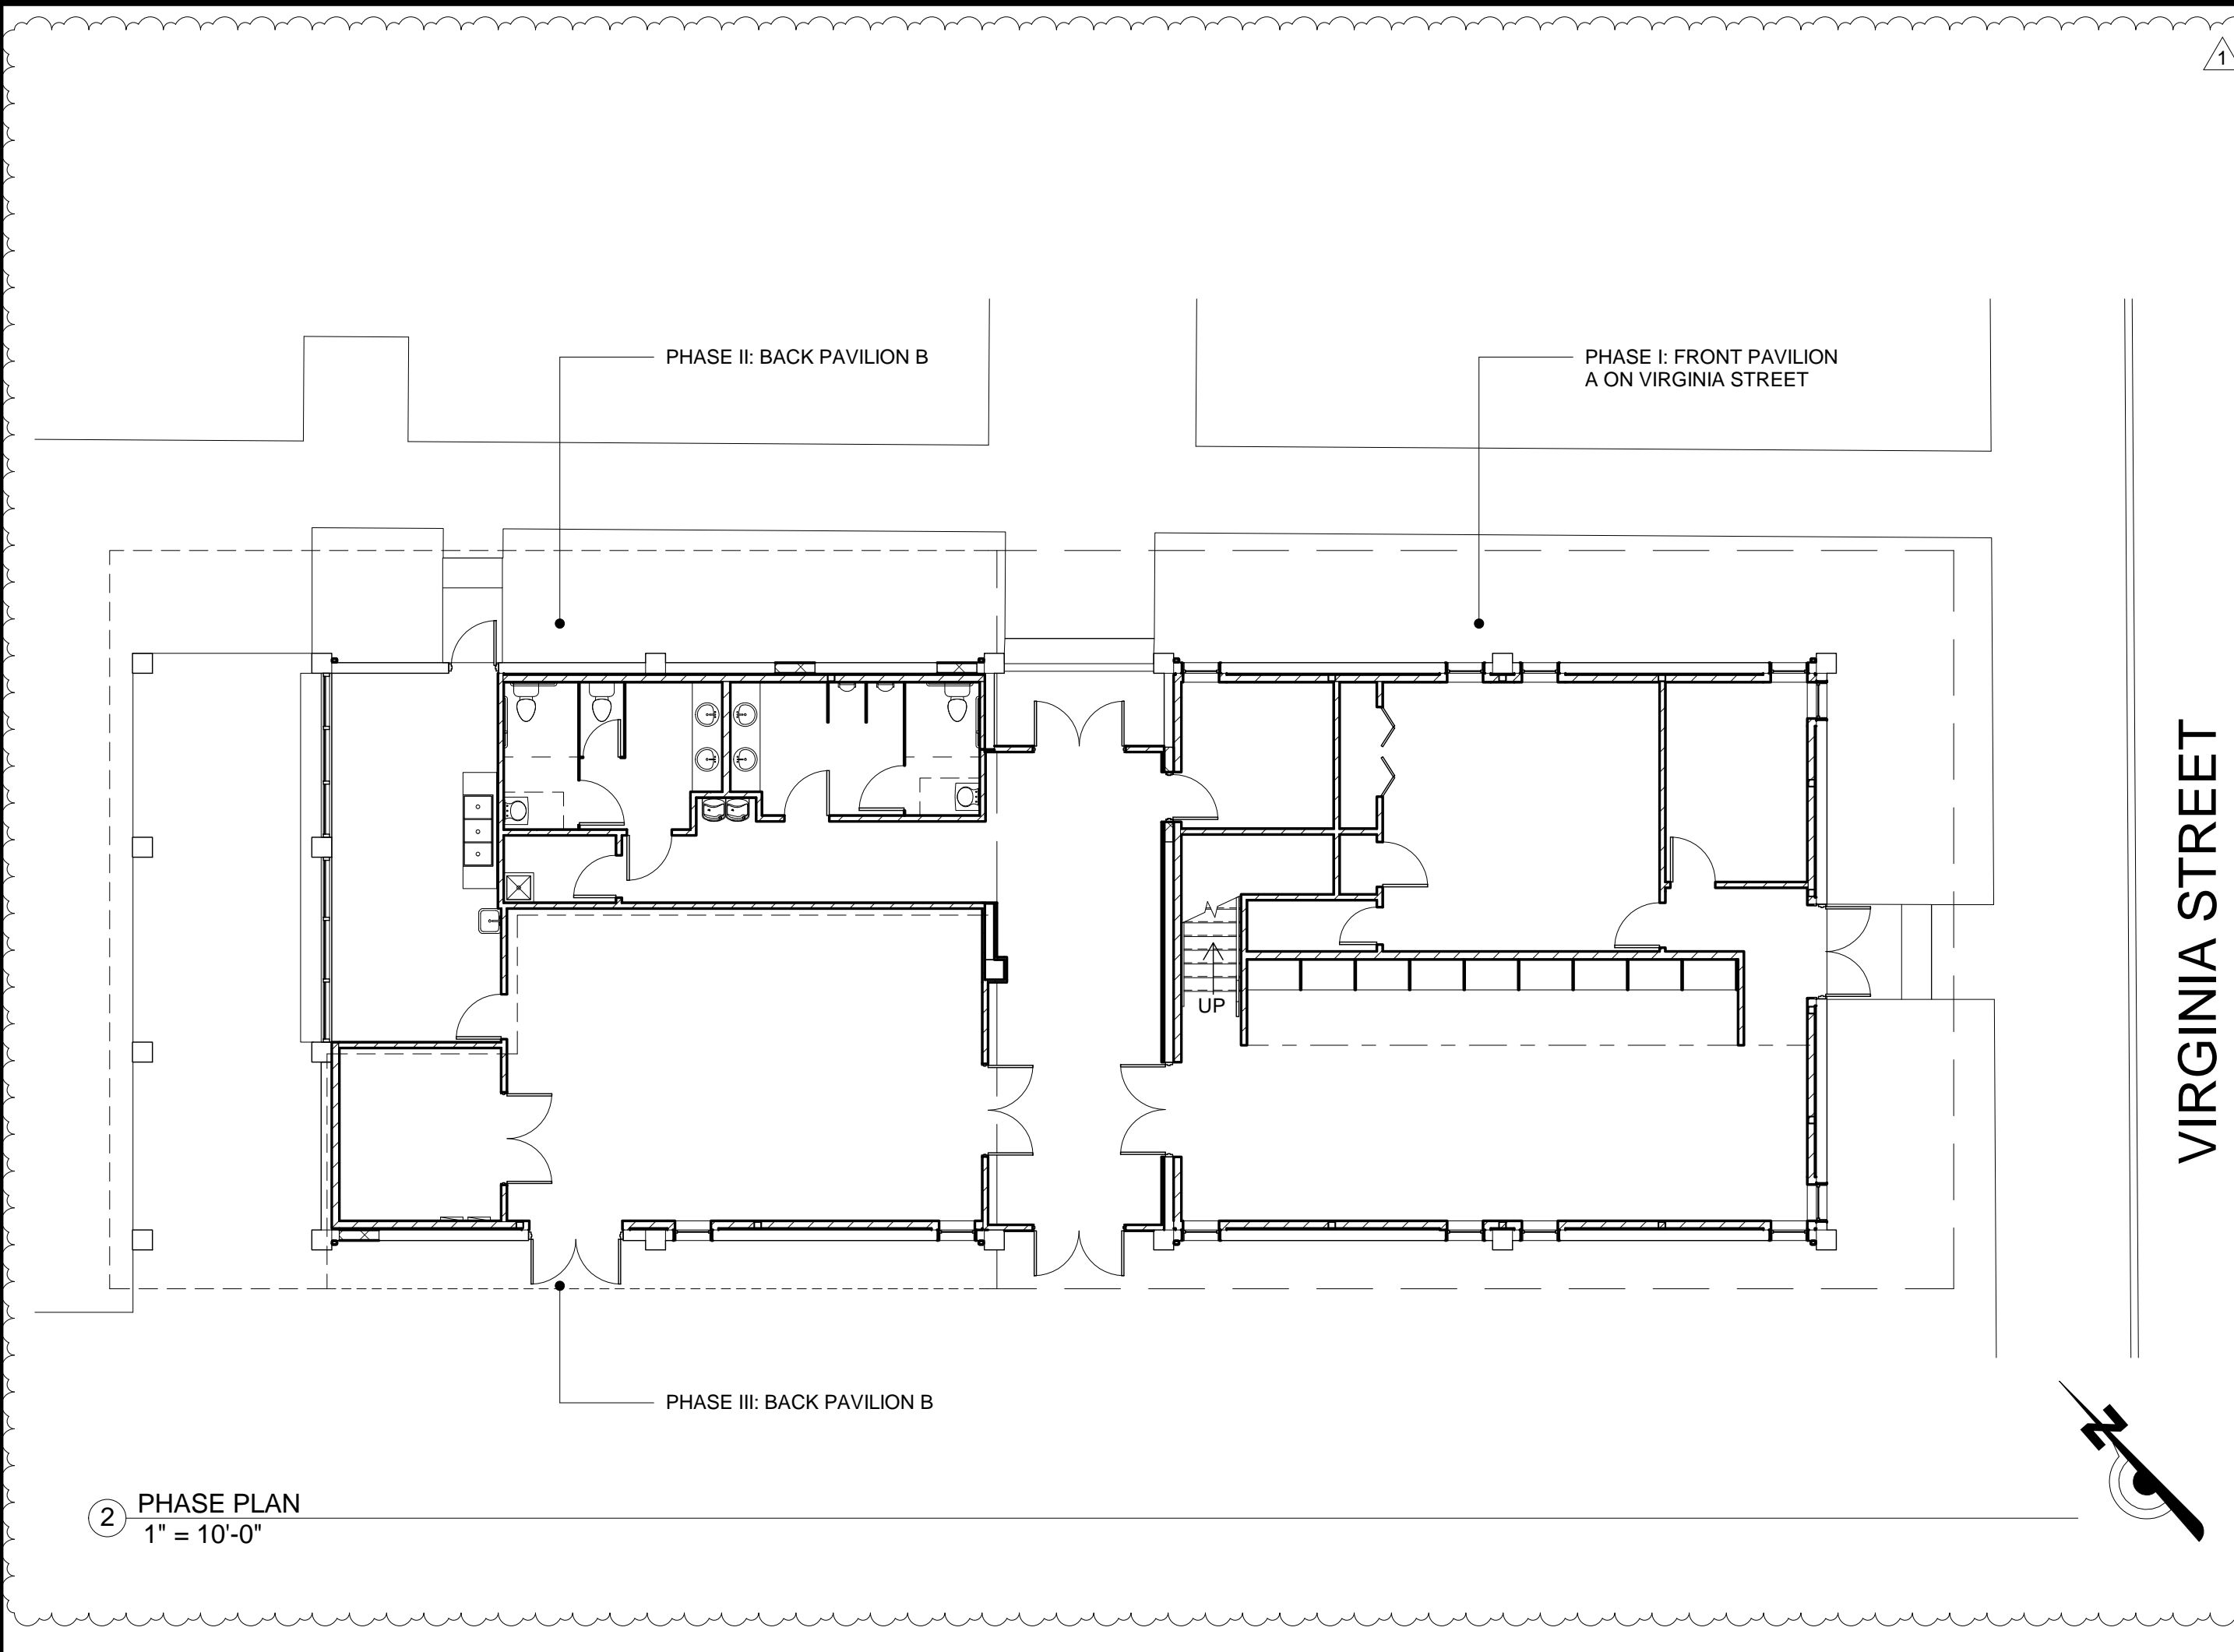 1
PHASE II: BACK PAVILION B
PHASE I: FRONT PAVILION
A ON VIRGINIA STREET
VIRGINIA STREET
UP
PHASE III: BACK PAVILION B
N
2
PHASE PLAN
1" = 10'-0"